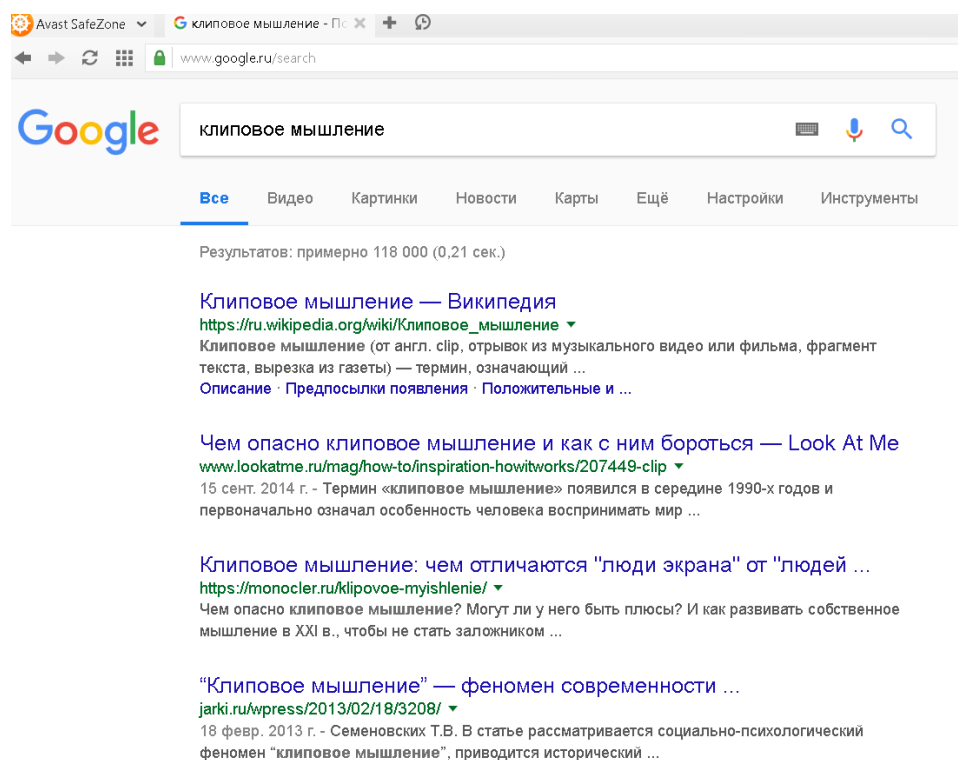 Avast SafeZone
клиповое мышление - По
www.google.ru/search
Google
клиповое мышление
Все Видео Картинки Новости Карты Ещё Настройки Инструменты
Результатов: примерно 118 000 (0,21 сек.)
Клиповое мышление — Википедия
https://ru.wikipedia.org/wiki/Клиповое_мышление
Клиповое мышление (от англ. clip, отрывок из музыкального видео или фильма, фрагмент
текста, вырезка из газеты) — термин, означающий ...
Описание · Предпосылки появления · Положительные и ...
Чем опасно клиповое мышление и как с ним бороться — Look At Me
www.lookatme.ru/mag/how-to/inspiration-howitworks/207449-clip
15 сент. 2014 г. - Термин «клиповое мышление» появился в середине 1990-х годов и
первоначально означал особенность человека воспринимать мир ...
Клиповое мышление: чем отличаются "люди экрана" от "людей ...
https://monocler.ru/klipovoe-myishlenie/
Чем опасно клиповое мышление? Могут ли у него быть плюсы? И как развивать собственное
мышление в XXI в., чтобы не стать заложником ...
“Клиповое мышление” — феномен современности ...
jarki.ru/wpress/2013/02/18/3208/
18 февр. 2013 г. - Семеновских Т.В. В статье рассматривается социально-психологический
феномен “клиповое мышление”, приводится исторический ...